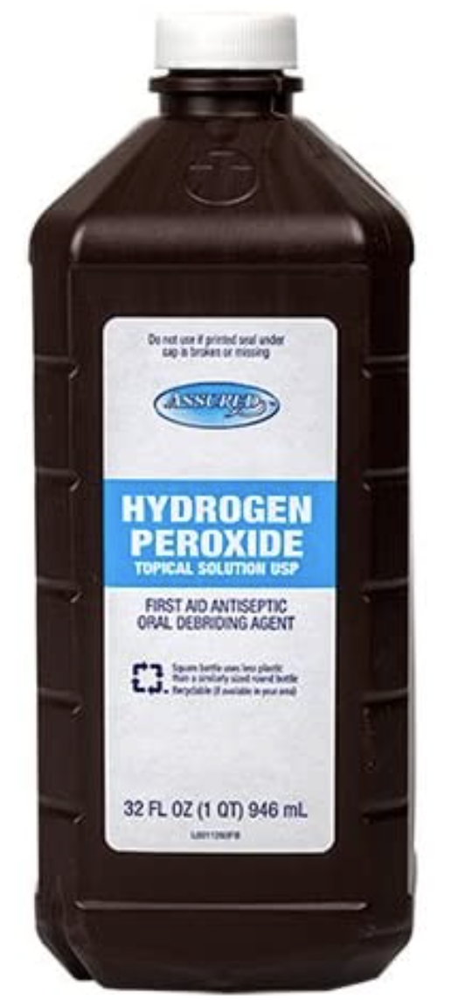 Do not use if printed seal under
cap is broken or missing
ASSURED
HYDROGEN
PEROXIDE
TOPICAL SOLUTION USP
FIRST AID ANTISEPTIC
ORAL DEBRIDING AGENT
Square bottle uses less plastic
than a similarly sized round bottle
Recyclable (if available in your area)
32 FL OZ (1 QT) 946 mL